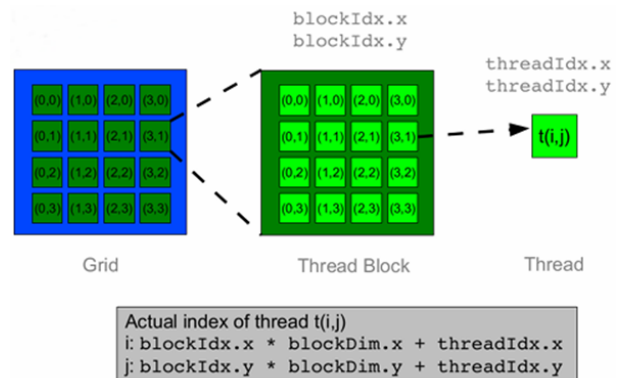 blockIdx.x
blockIdx.y
threadIdx.x
threadIdx.y
(0,0) (1,0) (2,0) (3,0)
(0,1) (1,1) (2,1) (3,1)
(0,2) (1,2) (2,2) (3,2)
(0,3) (1,3) (2,3) (3,3)
Grid
(0,0) (1,0) (2,0) (3,0)
(0,1) (1,1) (2,1) (3,1)
(0,2) (1,2) (2,2) (3,2)
(0,3) (1,3) (2,3) (3,3)
Thread Block
t(i,j)
Thread
Actual index of thread t(i,j)
i: blockIdx.x * blockDim.x + threadIdx.x
j: blockIdx.y * blockDim.y + threadIdx.y